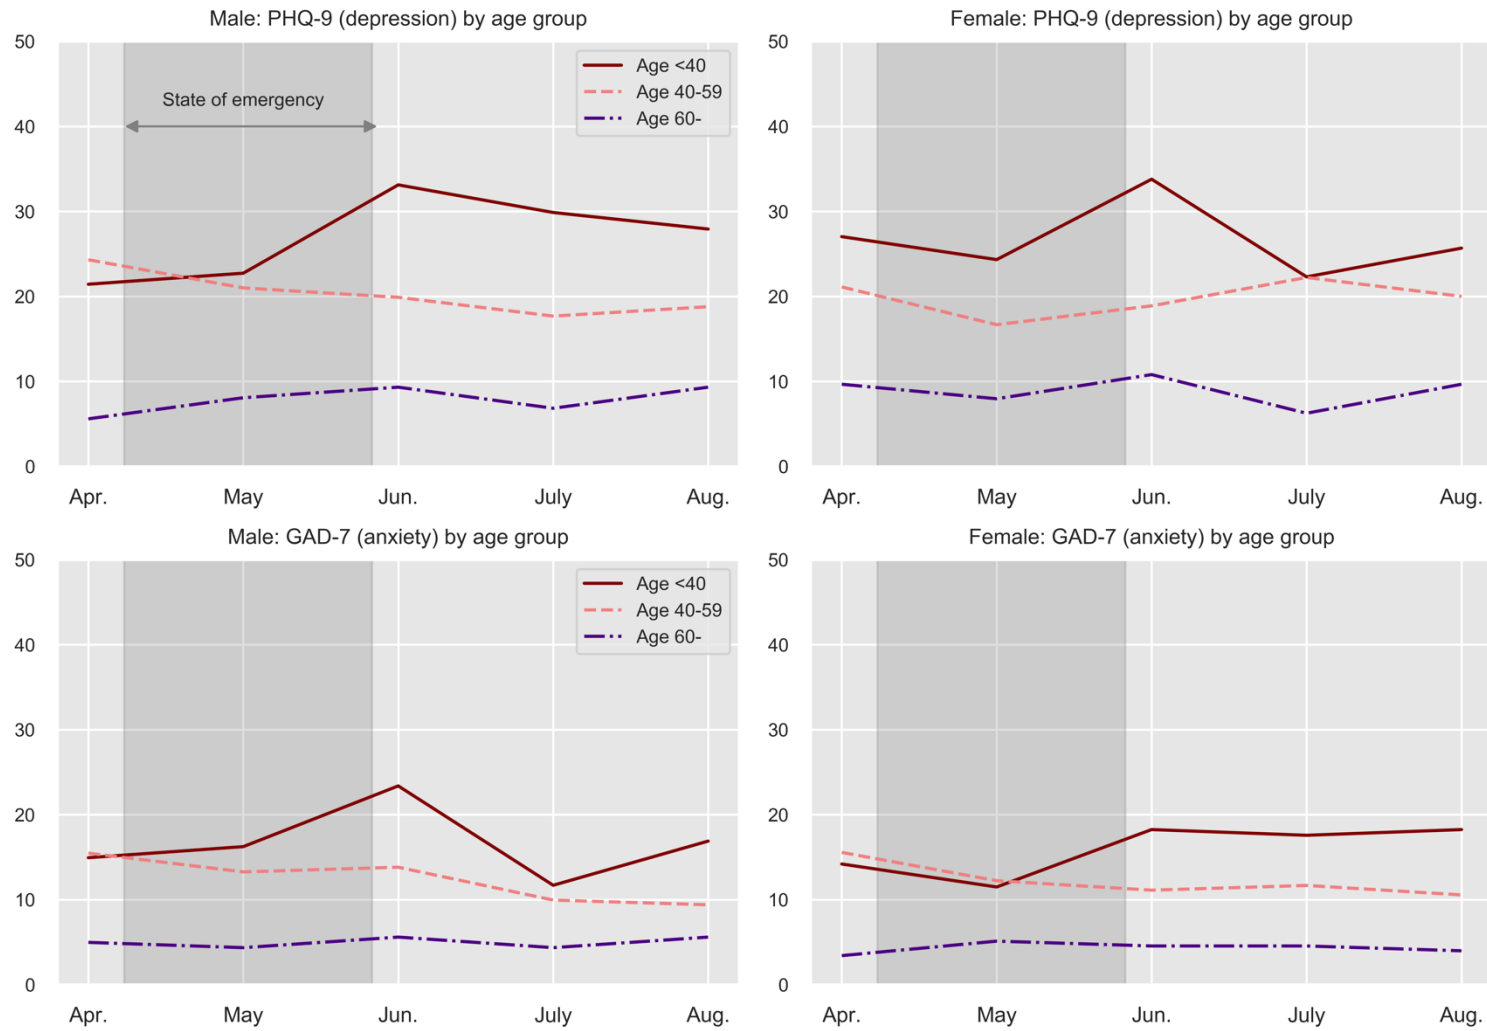 Male: PHQ-9 (depression) by age group
50
40
30
20
10
0
State of emergency
Age <40
Age 40-59
Age 60-
Apr. May Jun. July Aug.
Female: PHQ-9 (depression) by age group
50
40
30
20
10
0
Apr. May Jun. July Aug.
Male: GAD-7 (anxiety) by age group
50
40
30
20
10
0
Age <40
Age 40-59
Age 60-
Apr. May Jun. July Aug.
Female: GAD-7 (anxiety) by age group
50
40
30
20
10
0
Apr. May Jun. July Aug.